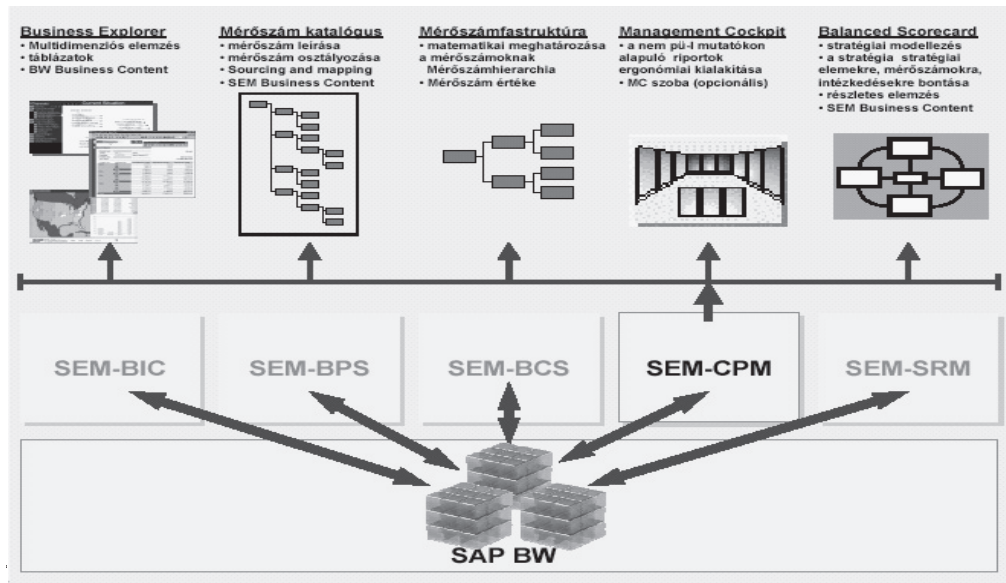 Business Explorer
• Multidimenziós elemzés
• táblázatok
• BW Business Content
Mérőszám katalógus
• mérőszám leírása
• mérőszám osztályozása
• Sourcing and mapping
• SEM Business Content
Mérőszámfastruktúra
• matematikai meghatározása
a mérőszámoknak
Mérőszámhierarchia
• Mérőszám értéke
Management Cockpit
• a nem pü-l mutatókon
alapuló riportok
ergonómiai kialakítása
• MC szoba (opcionális)
Balanced Scorecard
• stratégiai modellezés
• a stratégia stratégiai
elemekre, mérőszámokra,
intézkedésekre bontása
• részletes elemzés
• SEM Business Content
SEM-BIC
SEM-BPS
SEM-BCS
SEM-CPM
SEM-SRM
SAP BW